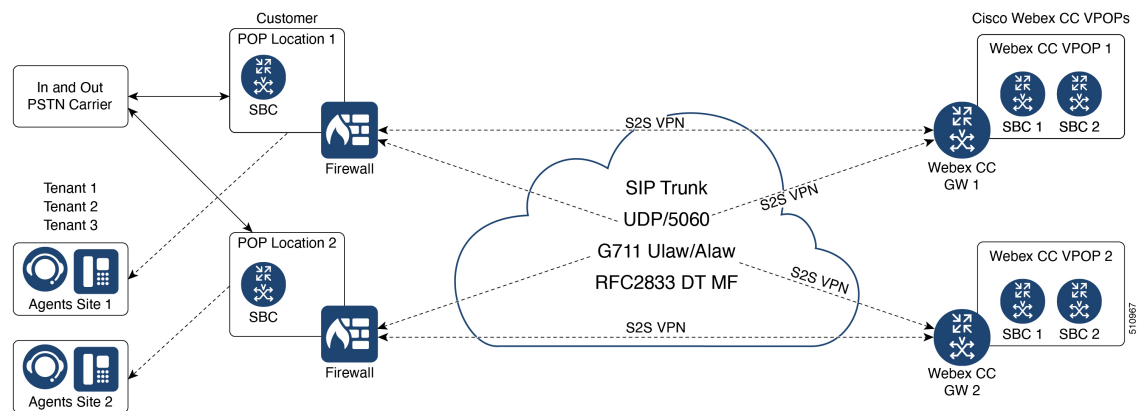 Customer
Cisco Webex CC VPOPs
POP Location 1
SBC
Firewall
In and Out
PSTN Carrier
Tenant 1
Tenant 2
Tenant 3
Agents Site 1
Agents Site 2
POP Location 2
SBC
Firewall
S2S VPN
S2S VPN
SIP Trunk
UDP/5060
G711 Ulaw/Alaw
RFC2833 DT MF
S2S VPN
S2S VPN
Webex CC VPOP 1
SBC 1
SBC 2
Webex CC
GW 1
Webex CC VPOP 2
SBC 1
SBC 2
Webex CC
GW 2
510967